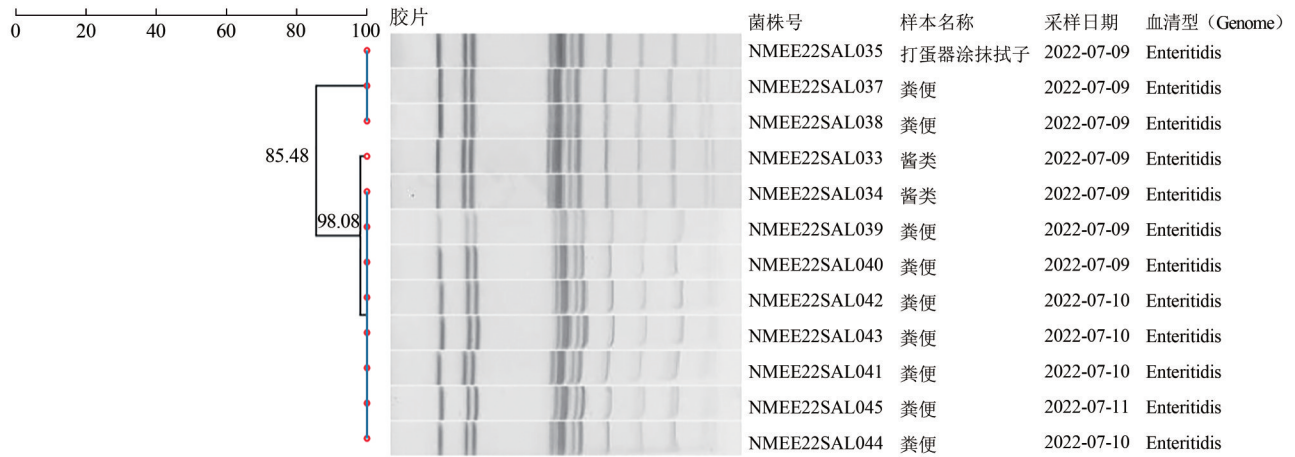 0 20 40 60 80 100
胶片
菌株号 样本名称 采样日期 血清型（Genome）
NMEE22SAL035 打蛋器涂抹拭子 2022-07-09 Enteritidis
NMEE22SAL037 粪便 2022-07-09 Enteritidis
NMEE22SAL038 粪便 2022-07-09 Enteritidis
85.48
NMEE22SAL033 酱类 2022-07-09 Enteritidis
NMEE22SAL034 酱类 2022-07-09 Enteritidis
98.08
NMEE22SAL039 粪便 2022-07-09 Enteritidis
NMEE22SAL040 粪便 2022-07-09 Enteritidis
NMEE22SAL042 粪便 2022-07-10 Enteritidis
NMEE22SAL043 粪便 2022-07-10 Enteritidis
NMEE22SAL041 粪便 2022-07-10 Enteritidis
NMEE22SAL045 粪便 2022-07-11 Enteritidis
NMEE22SAL044 粪便 2022-07-10 Enteritidis